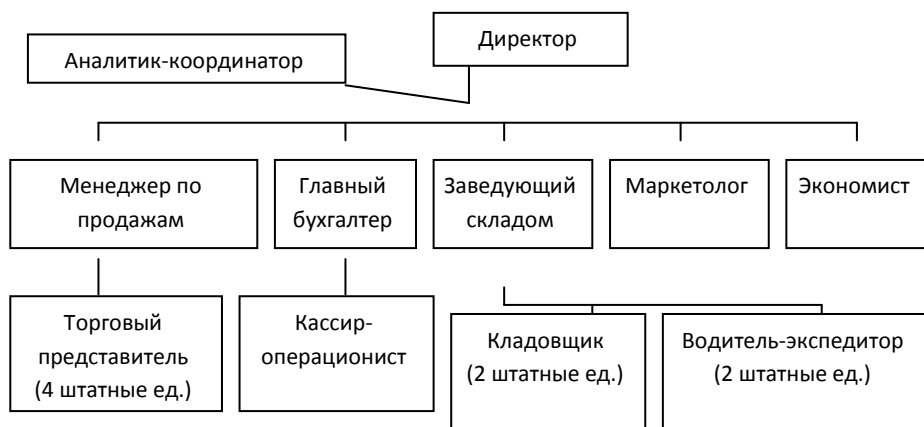 Директор
Аналитик-координатор
Менеджер по
продажам
Главный
бухгалтер
Заведующий
складом
Маркетолог
Экономист
Торговый
представитель
(4 штатные ед.)
Кассир-
операционист
Кладовщик
(2 штатные ед.)
Водитель-экспедитор
(2 штатные ед.)